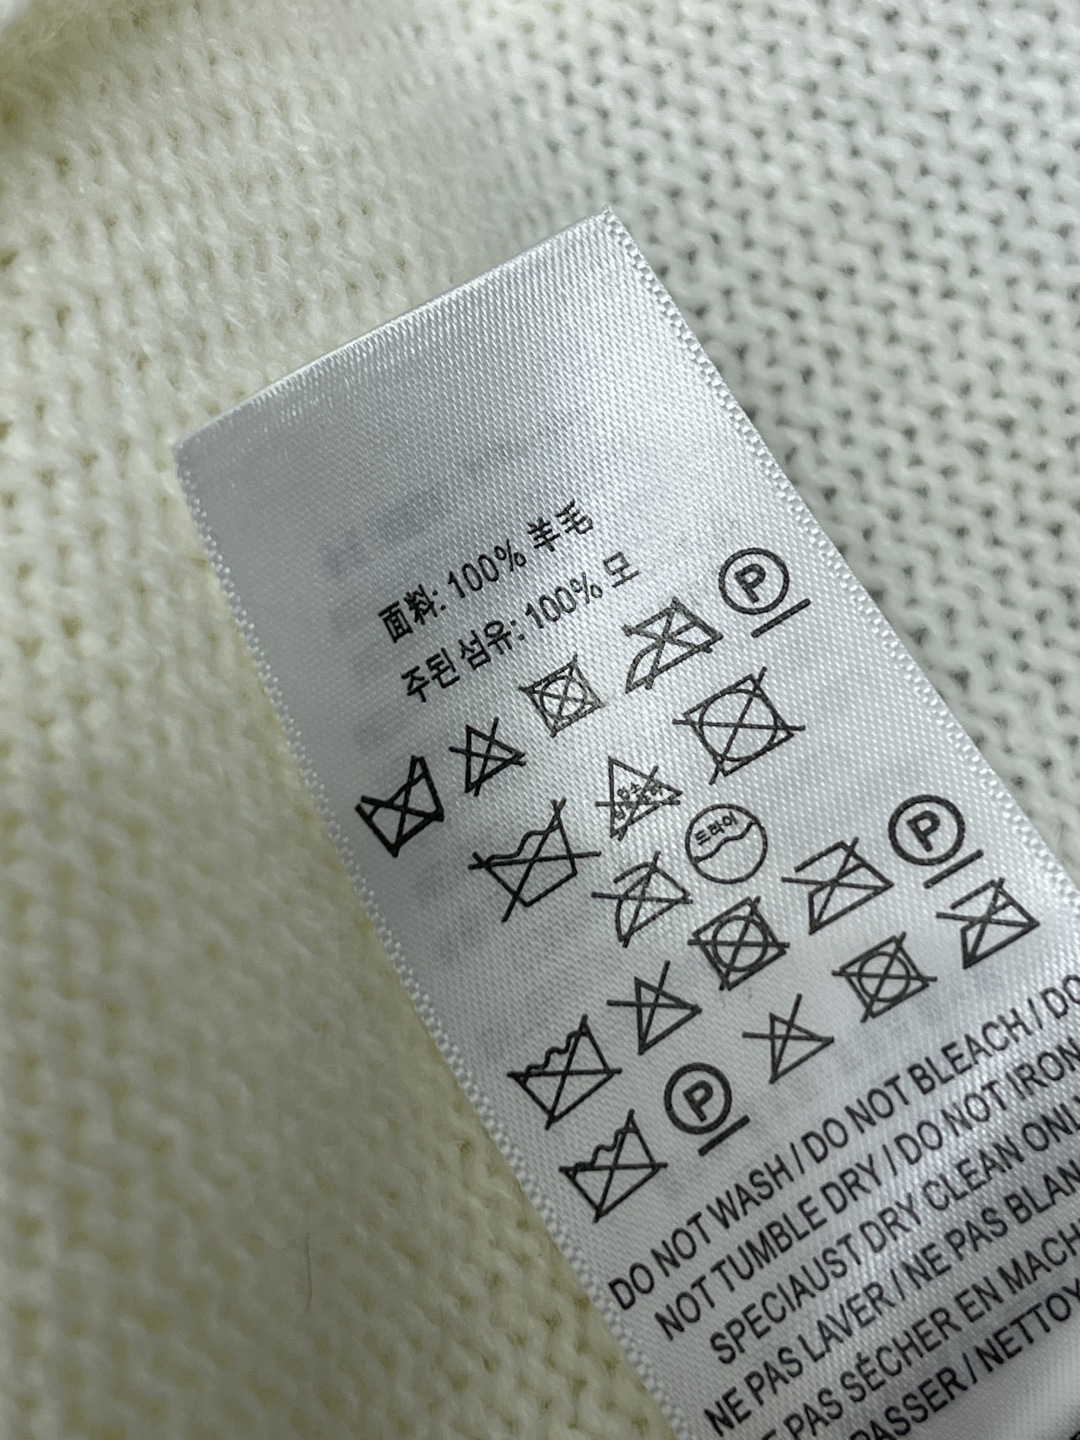 面料: 100% 羊毛
주된 섬유: 100% 모
P
트라이
P
P
DO NOT WASH / DO NOT BLEACH / DO
NOT TUMBLE DRY / DO NOT IRON
SPECIAUST DRY CLEAN ONLY
NE PAS LAVER / NE PAS BLAN
PAS SÉCHER EN MACH
PASSER / NETTOY